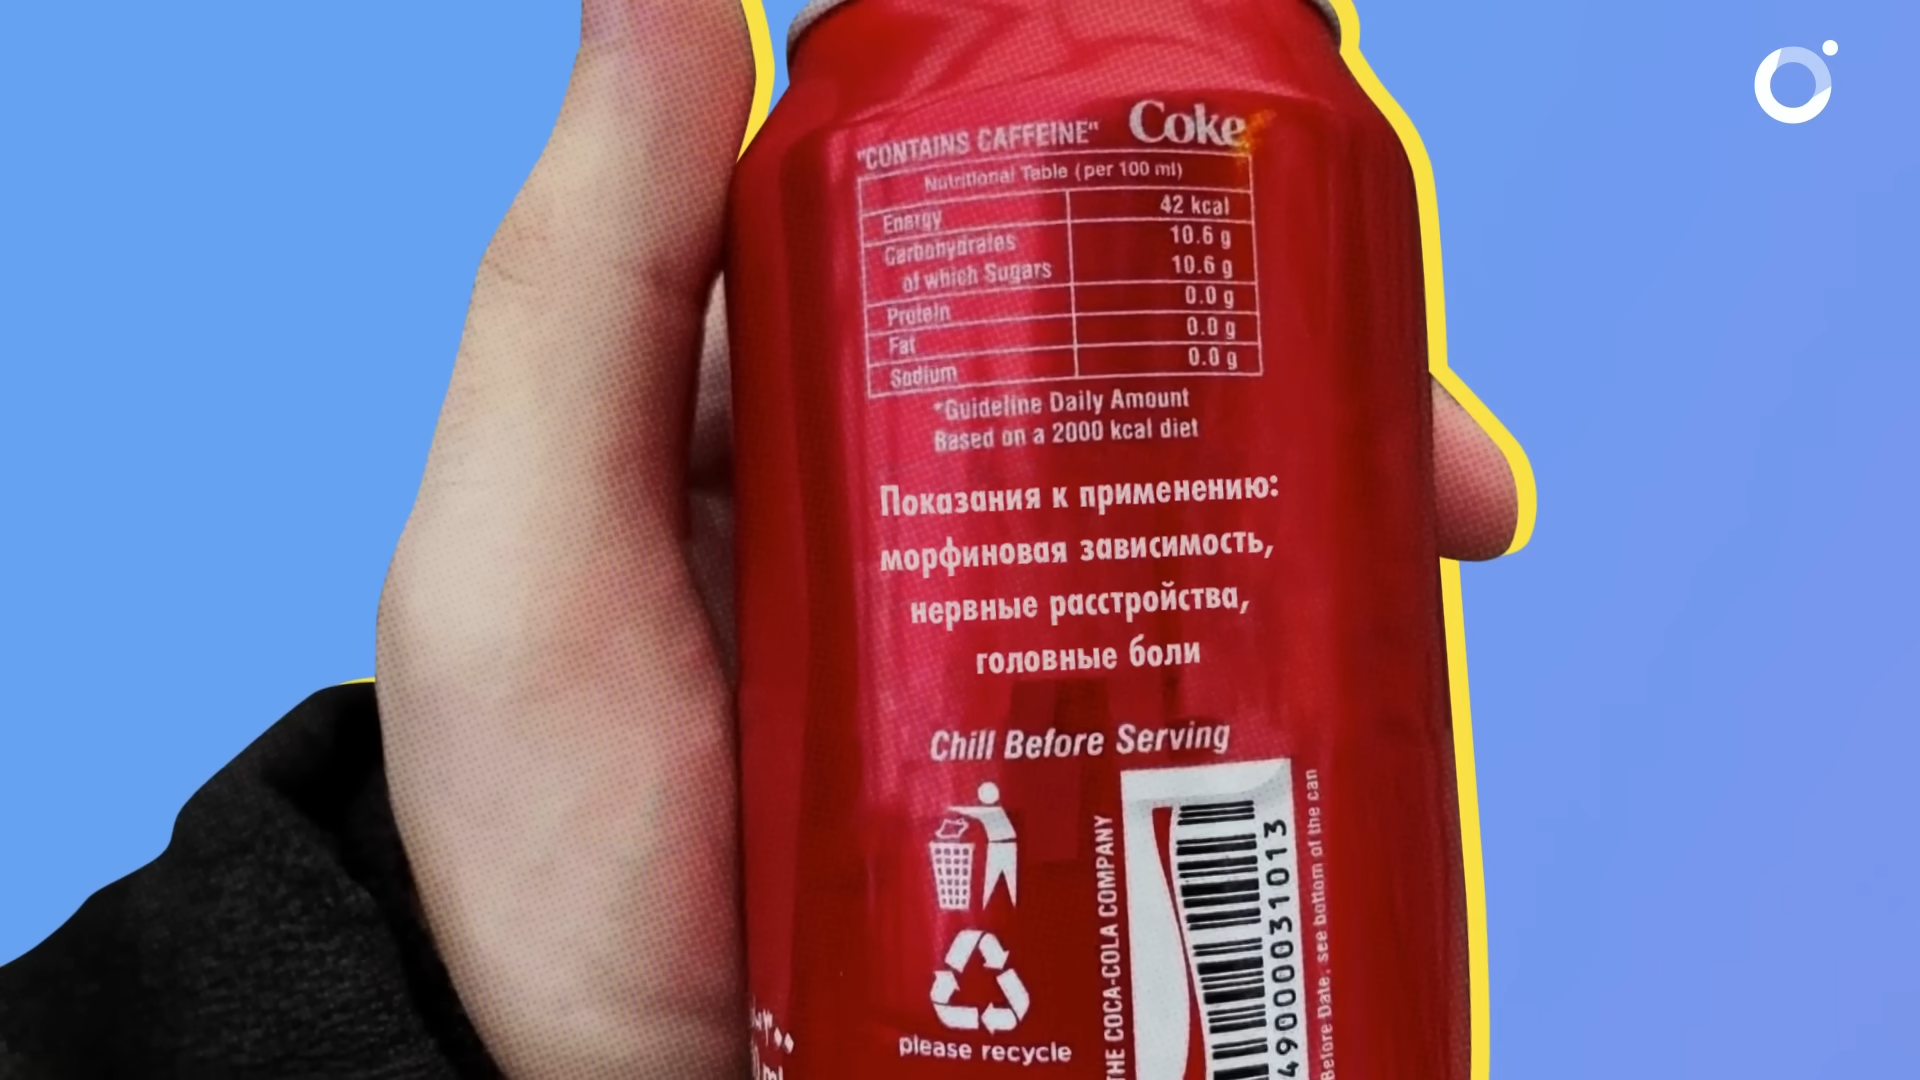 "CONTAINS CAFFEINE" Coke
Nutritional Table (per 100 ml)
Energy 42 kcal
Carbohydrates 10.6 g
of which Sugars 10.6 g
Protein 0.0 g
Fat 0.0 g
Sodium 0.0 g
*Guideline Daily Amount
Based on a 2000 kcal diet
Показания к применению:
морфиновая зависимость,
нервные расстройства,
головные боли
Chill Before Serving
please recycle
THE COCA-COLA COMPANY
49000031013
Before Date, see bottom of the can
ml